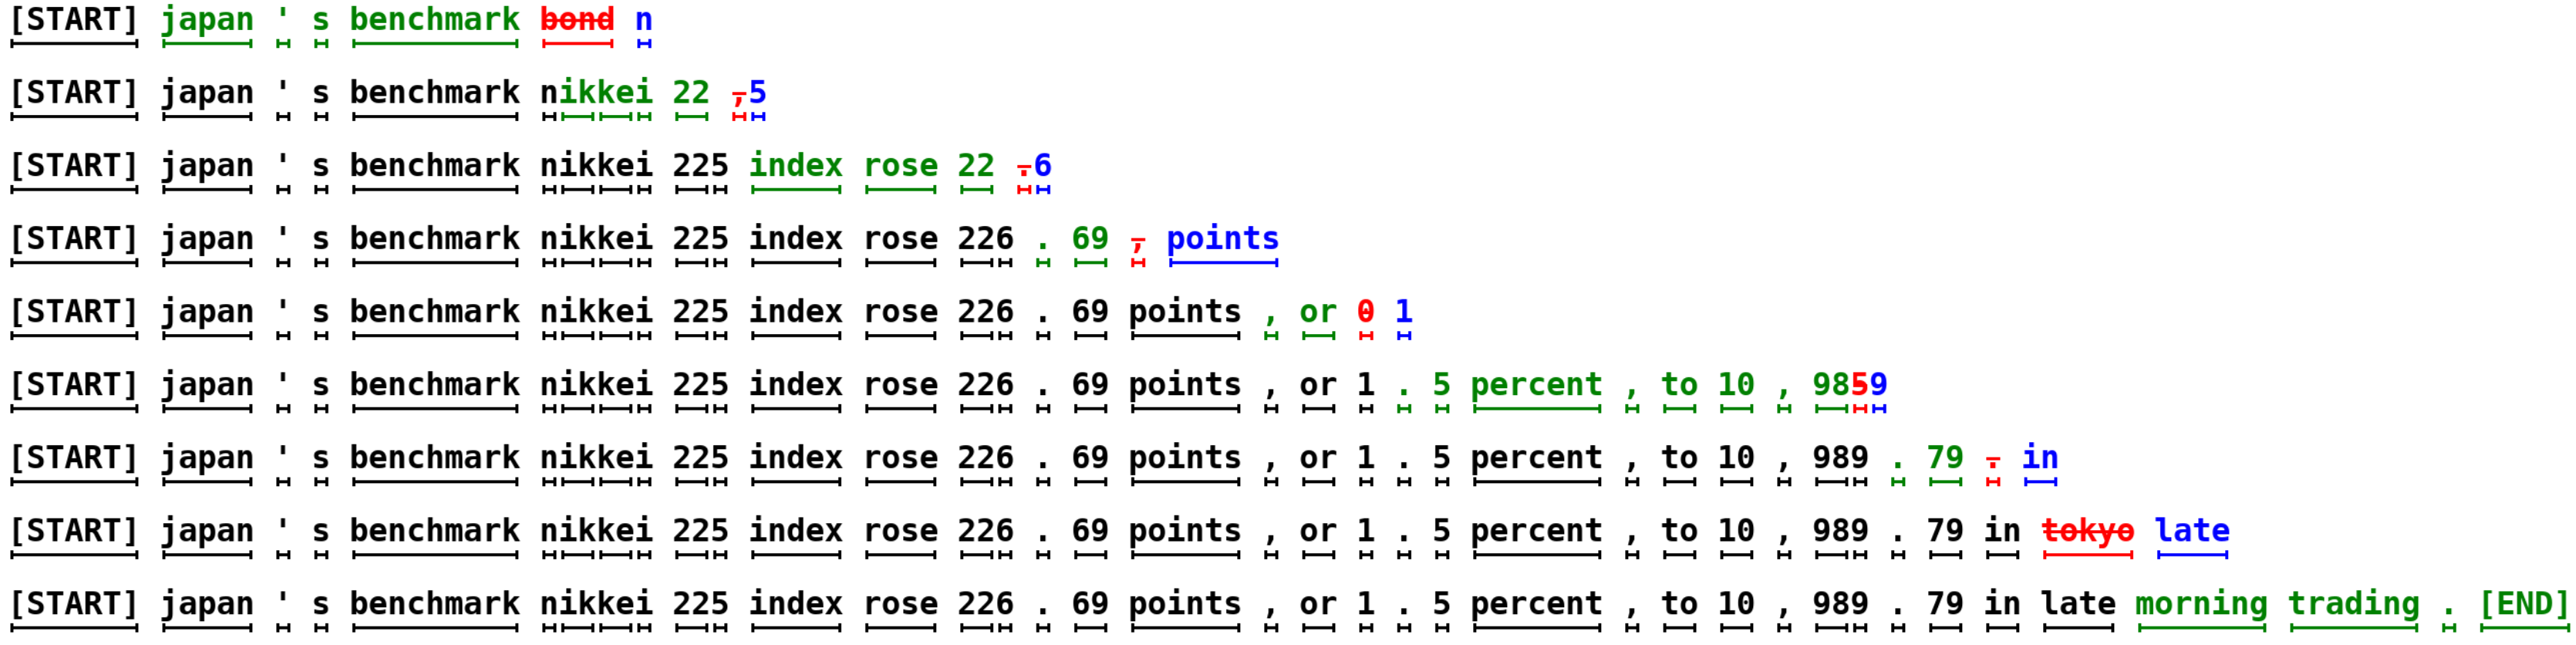 [START] japan ' s benchmark bond n
[START] japan ' s benchmark nikkei 22 ,5
[START] japan ' s benchmark nikkei 225 index rose 22 .6
[START] japan ' s benchmark nikkei 225 index rose 226 . 69 , points
[START] japan ' s benchmark nikkei 225 index rose 226 . 69 points , or 0 1
[START] japan ' s benchmark nikkei 225 index rose 226 . 69 points , or 1 . 5 percent , to 10 , 9859
[START] japan ' s benchmark nikkei 225 index rose 226 . 69 points , or 1 . 5 percent , to 10 , 989 . 79 . in
[START] japan ' s benchmark nikkei 225 index rose 226 . 69 points , or 1 . 5 percent , to 10 , 989 . 79 in tokyo late
[START] japan ' s benchmark nikkei 225 index rose 226 . 69 points , or 1 . 5 percent , to 10 , 989 . 79 in late morning trading . [END]